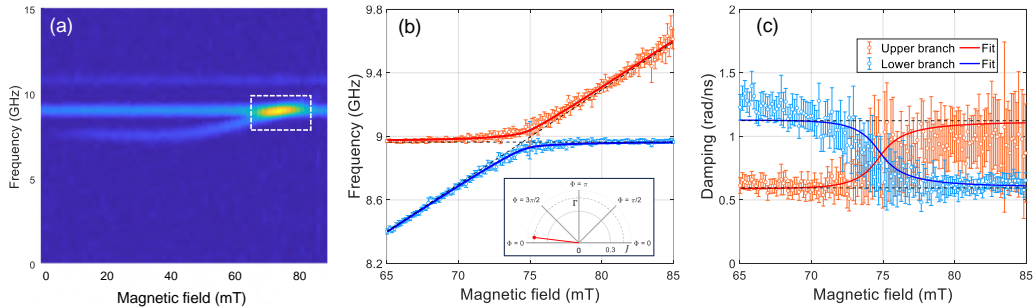 (a)
15
10
5
0
Frequency (GHz)
0
20
40
60
80
Magnetic field (mT)
(b)
9.8
9.4
9
8.6
8.2
Frequency (GHz)
65
70
75
80
85
Magnetic field (mT)
Φ = π
Φ = 3π/2
Φ = π/2
Γ
Φ = 0
Φ = 0
0
0.3
J
(c)
Upper branch
Fit
Lower branch
Fit
2
1.5
1
0.5
0
Damping (rad/ns)
65
70
75
80
85
Magnetic field (mT)